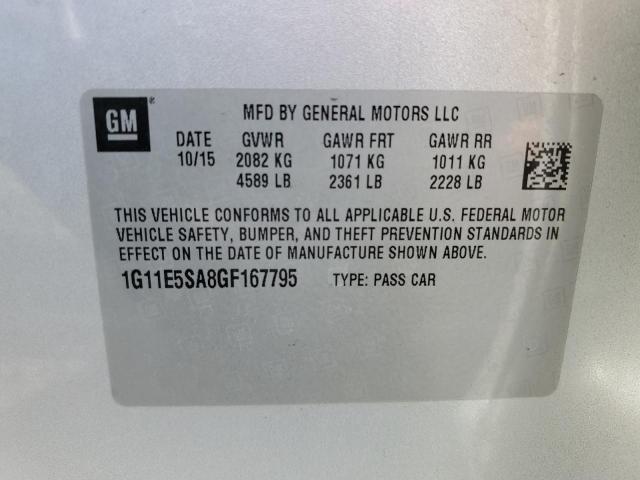 GM ®
MFD BY GENERAL MOTORS LLC
DATE GVWR GAWR FRT GAWR RR
10/15 2082 KG 1071 KG 1011 KG
4589 LB 2361 LB 2228 LB
THIS VEHICLE CONFORMS TO ALL APPLICABLE U.S. FEDERAL MOTOR
VEHICLE SAFETY, BUMPER, AND THEFT PREVENTION STANDARDS IN
EFFECT ON THE DATE OF MANUFACTURE SHOWN ABOVE.
1G11E5SA8GF167795 TYPE: PASS CAR